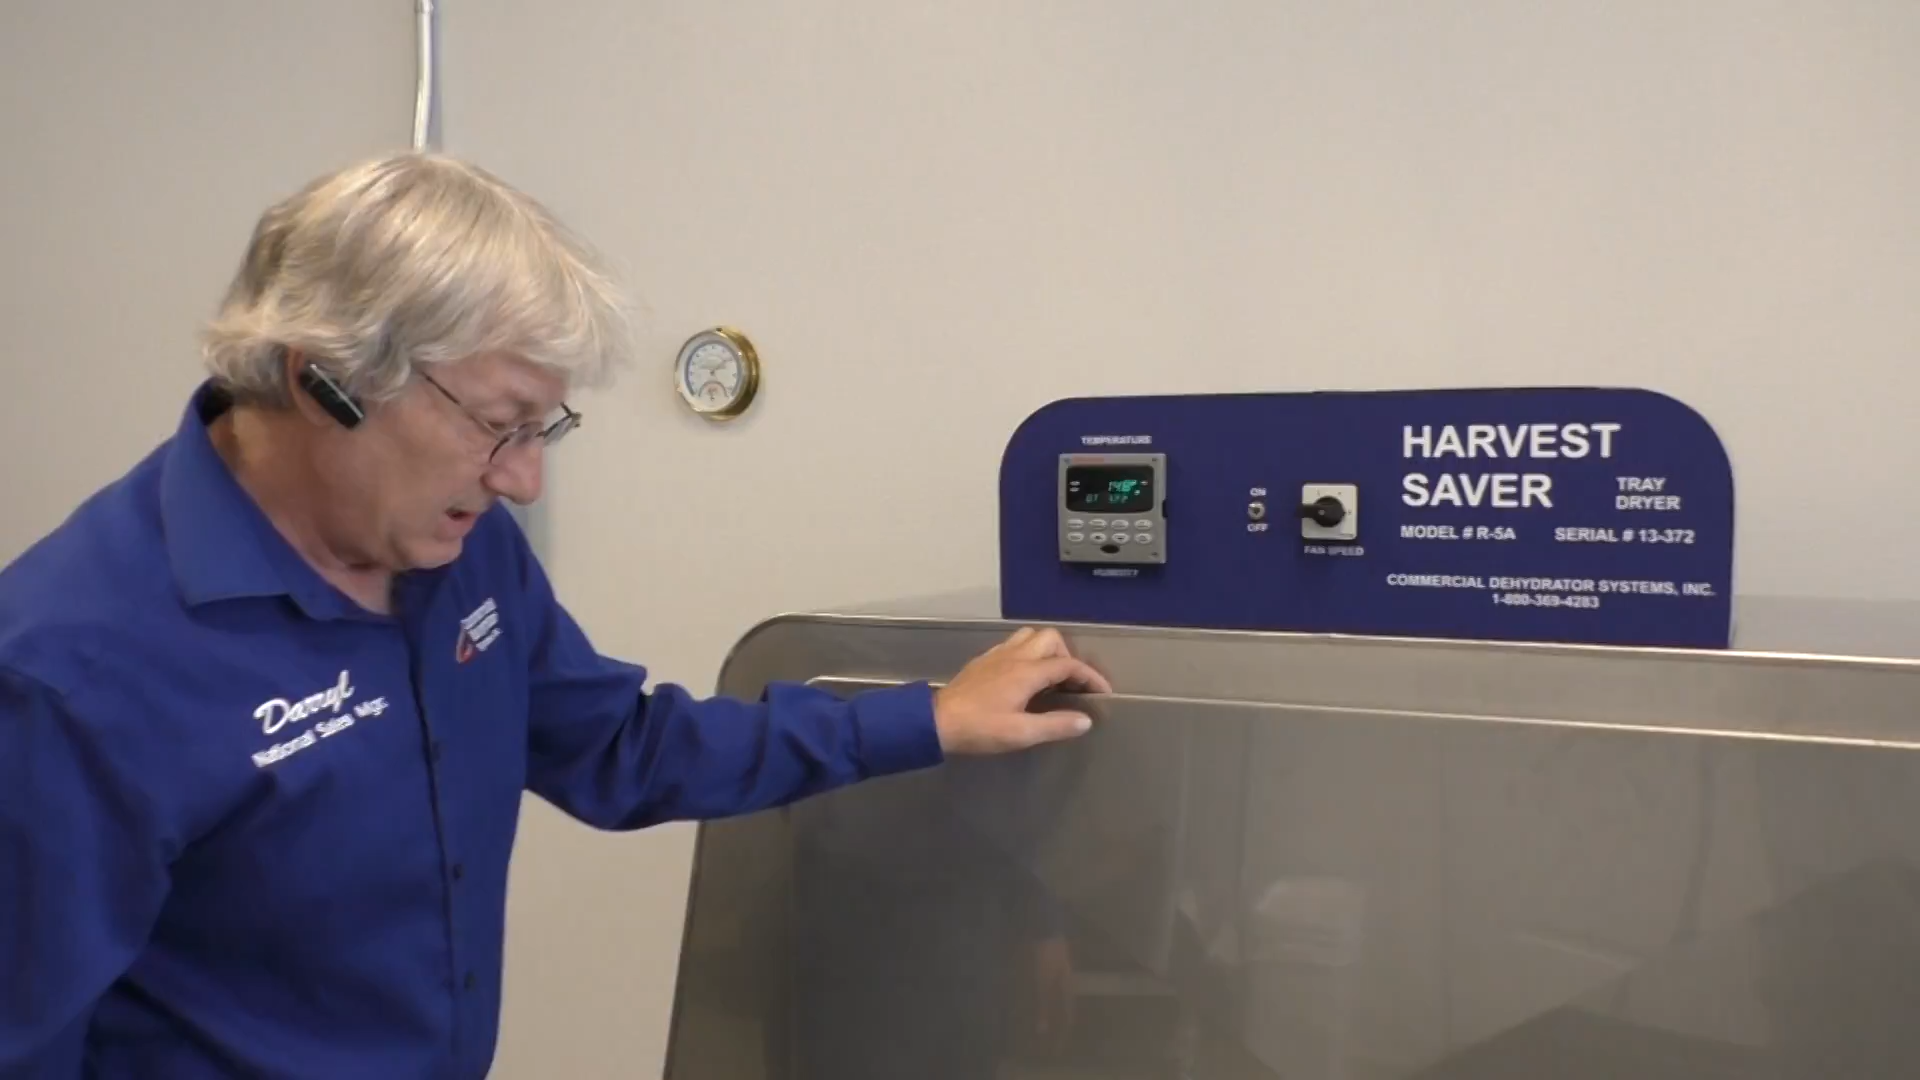 TEMPERATURE
HUMIDITY
ON
OFF
FAN SPEED
HARVEST
SAVER
TRAY
DRYER
MODEL # R-5A
SERIAL # 13-372
COMMERCIAL DEHYDRATOR SYSTEMS, INC.
1-800-369-4283
Darryl
National Sales Mgr.